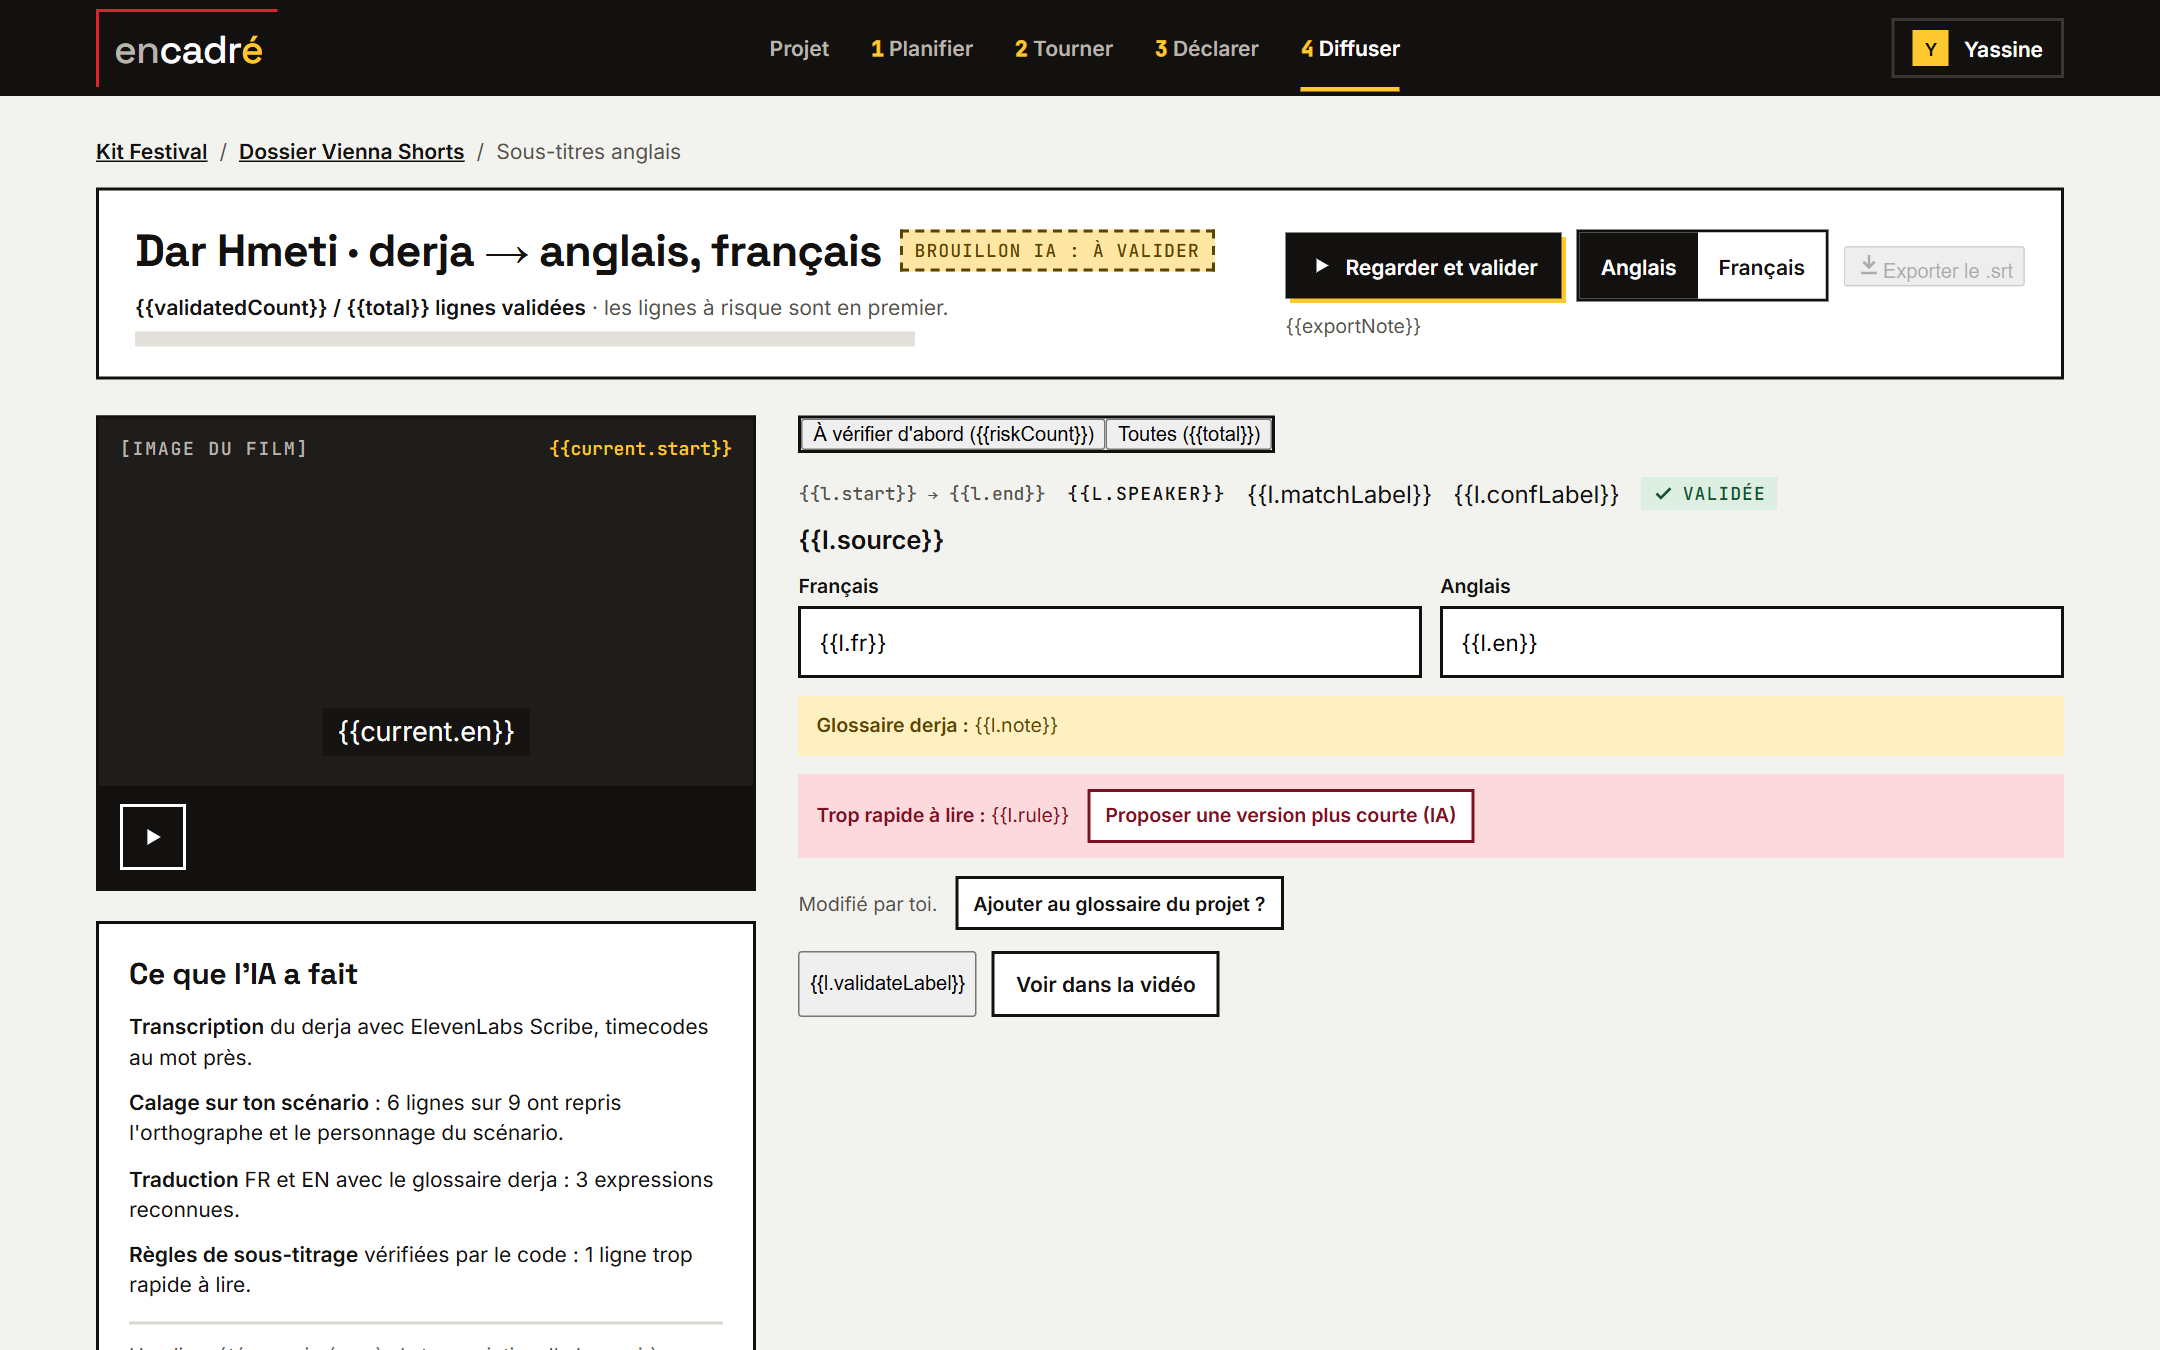 encadré
Projet
1 Planifier
2 Tourner
3 Déclarer
4 Diffuser
Y Yassine
Kit Festival / Dossier Vienna Shorts / Sous-titres anglais
Dar Hmeti · derja → anglais, français
BROUILLON IA : À VALIDER
{{validatedCount}} / {{total}} lignes validées · les lignes à risque sont en premier.
Regarder et valider
Anglais
Français
Exporter le .srt
{{exportNote}}
[IMAGE DU FILM]
{{current.start}}
{{current.en}}
Ce que l'IA a fait
Transcription du derja avec ElevenLabs Scribe, timecodes
au mot près.
Calage sur ton scénario : 6 lignes sur 9 ont repris
l'orthographe et le personnage du scénario.
Traduction FR et EN avec le glossaire derja : 3 expressions
reconnues.
Règles de sous-titrage vérifiées par le code : 1 ligne trop
rapide à lire.
À vérifier d'abord ({{riskCount}})
Toutes ({{total}})
{{l.start}} → {{l.end}} {{L.SPEAKER}} {{l.matchLabel}} {{l.confLabel}} VALIDÉE
{{l.source}}
Français
Anglais
{{l.fr}}
{{l.en}}
Glossaire derja : {{l.note}}
Trop rapide à lire : {{l.rule}} Proposer une version plus courte (IA)
Modifié par toi. Ajouter au glossaire du projet ?
{{l.validateLabel}}
Voir dans la vidéo